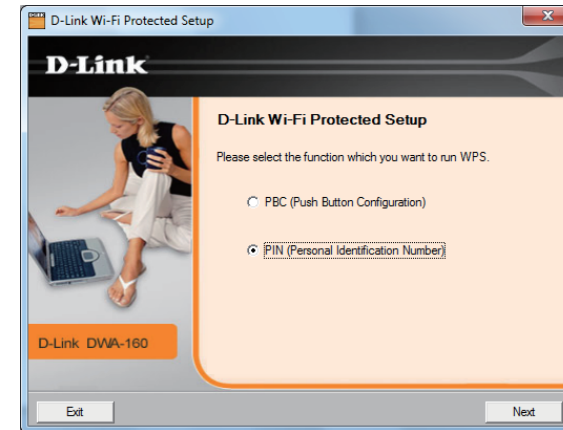 D-Link Wi-Fi Protected Setup
D-Link
D-Link Wi-Fi Protected Setup
Please select the function which you want to run WPS.
PBC (Push Button Configuration)
PIN (Personal Identification Number)
D-Link DWA-160
Exit
Next